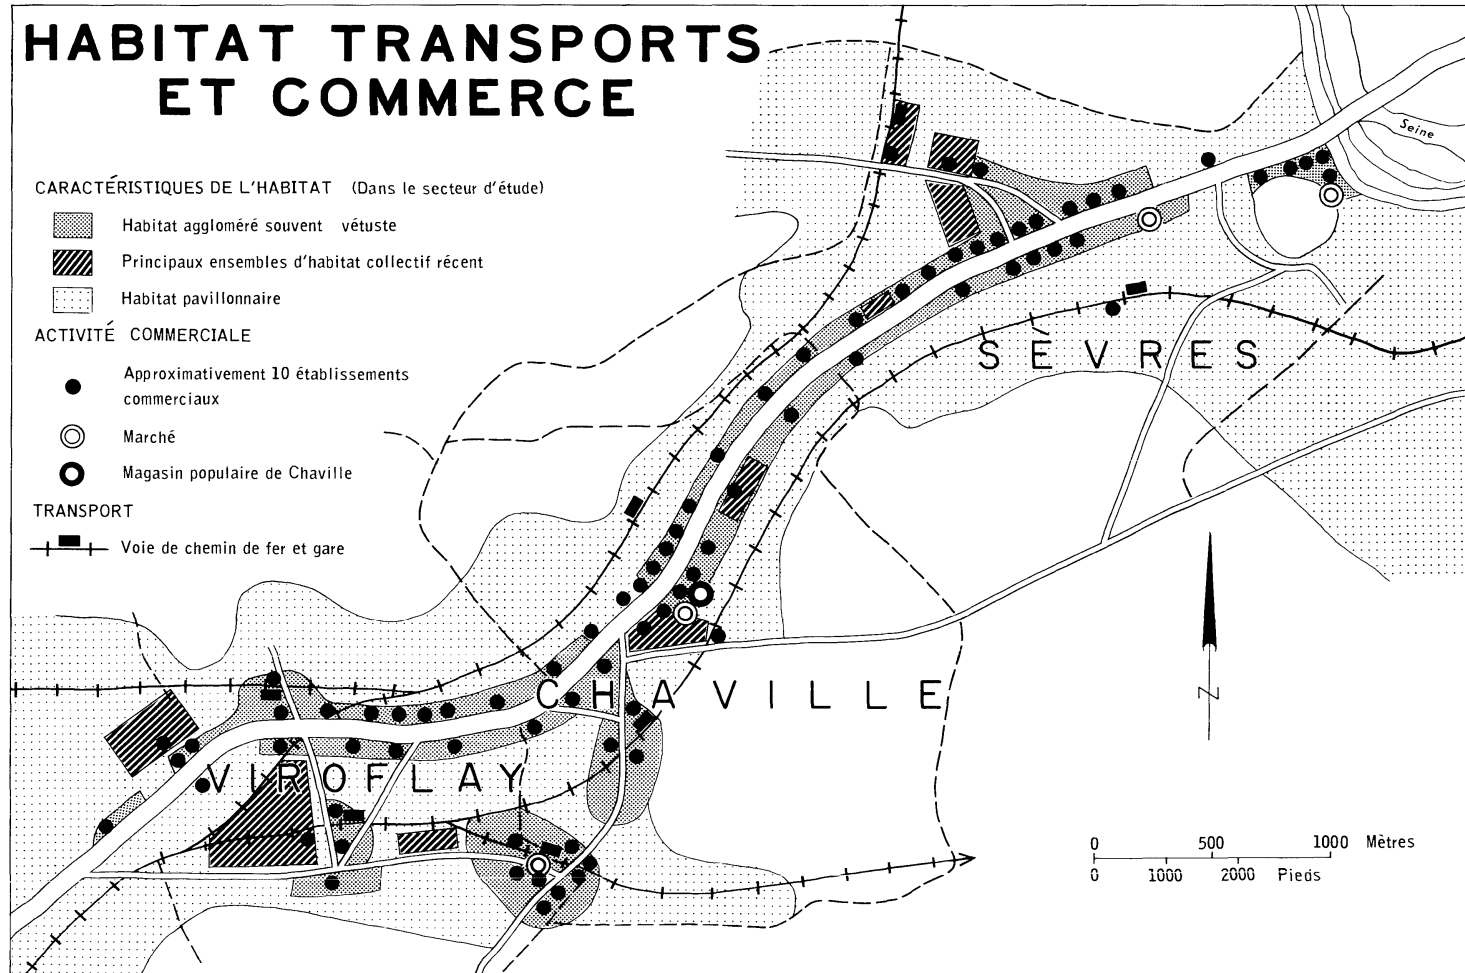 HABITAT TRANSPORTS
ET COMMERCE
CARACTÉRISTIQUES DE L'HABITAT (Dans le secteur d'étude)
Habitat aggloméré souvent vétuste
Principaux ensembles d'habitat collectif récent
Habitat pavillonnaire
ACTIVITÉ COMMERCIALE
Approximativement 10 établissements
commerciaux
Marché
Magasin populaire de Chaville
TRANSPORT
Voie de chemin de fer et gare
Seine
SÈVRES
CHAVILLE
VIROFLAY
N
0 500 1000 Mètres
0 1000 2000 Pieds